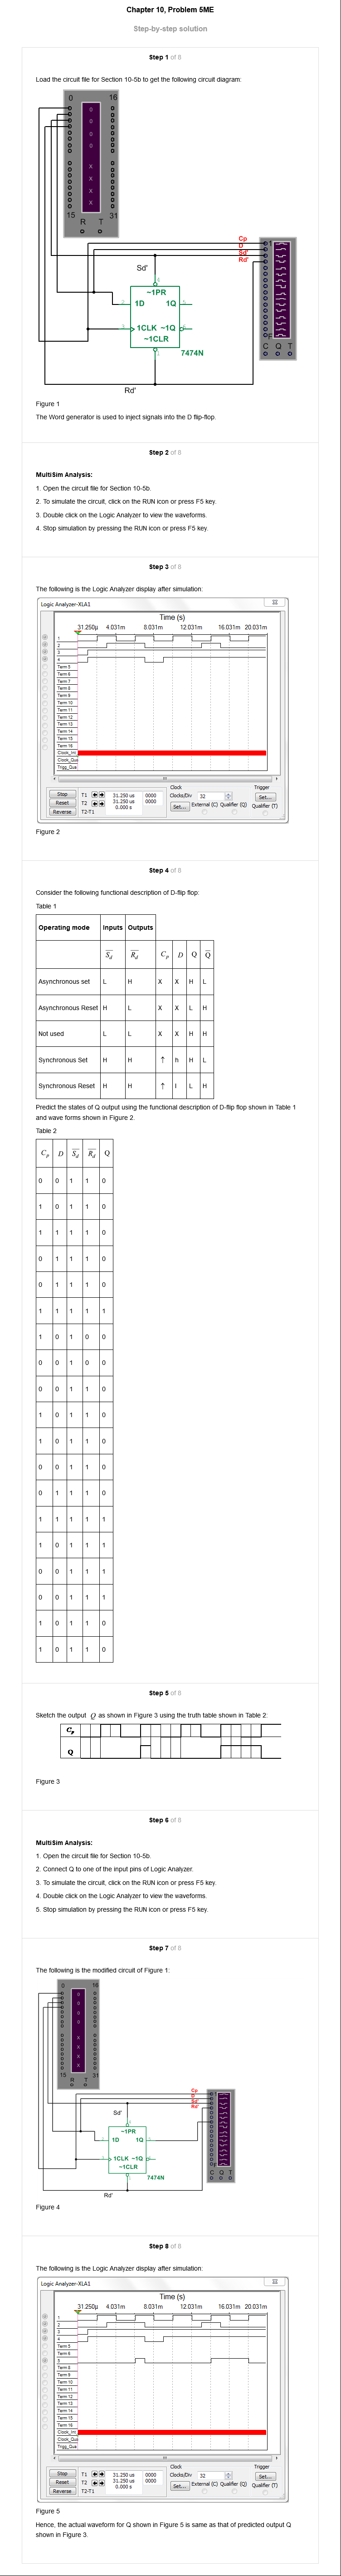 Chapter 10, Problem 5ME
Step-by-step solution
Step 1 of 8
Load the circuit file for Section 10-5b to get the following circuit diagram:
0 16
0
0
0
0
X
X
X
X
15 31
R T
Cp
D
Sd'
Rd'
Sd'
~1PR
1D 1Q
1CLK ~1Q
~1CLR
7474N
C Q T
Rd'
Figure 1
The Word generator is used to inject signals into the D flip-flop.
Step 2 of 8
MultiSim Analysis:
1. Open the circuit file for Section 10-5b.
2. To simulate the circuit, click on the RUN icon or press F5 key.
3. Double click on the Logic Analyzer to view the waveforms.
4. Stop simulation by pressing the RUN icon or press F5 key.
Step 3 of 8
The following is the Logic Analyzer display after simulation:
Logic Analyzer-XLA1
Time (s)
31.250µ 4.031m 8.031m 12.031m 16.031m 20.031m
1
2
3
4
Term 5
Term 6
Term 7
Term 8
Term 9
Term 10
Term 11
Term 12
Term 13
Term 14
Term 15
Term 16
Clock_Int
Clock_Qua
Trigg_Qua
Stop
Reset
Reverse
T1 31.250 us 0000
T2 31.250 us 0000
T2-T1 0.000 s
Clock
Clocks/Div 32
Set... External (C) Qualifier (Q)
Trigger
Set...
Qualifier (T)
Figure 2
Step 4 of 8
Consider the following functional description of D-flip flop:
Table 1
Operating mode Inputs Outputs
S̅d R̅d Cp D Q Q̅
Asynchronous set L H X X H L
Asynchronous Reset H L X X L H
Not used L L X X H H
Synchronous Set H H ↑ h H L
Synchronous Reset H H ↑ l L H
Predict the states of Q output using the functional description of D-flip flop shown in Table 1
and wave forms shown in Figure 2.
Table 2
Cp D S̅d R̅d Q
0 0 1 1 0
1 0 1 1 0
1 1 1 1 0
0 1 1 1 0
0 1 1 1 0
1 1 1 1 1
1 0 1 0 0
0 0 1 0 0
0 0 1 1 0
1 0 1 1 0
1 0 1 1 0
0 0 1 1 0
0 1 1 1 0
1 1 1 1 1
1 0 1 1 1
0 0 1 1 1
0 0 1 1 1
1 0 1 1 0
1 0 1 1 0
Step 5 of 8
Sketch the output Q as shown in Figure 3 using the truth table shown in Table 2:
Cp
Q
Figure 3
Step 6 of 8
MultiSim Analysis:
1. Open the circuit file for Section 10-5b.
2. Connect Q to one of the input pins of Logic Analyzer.
3. To simulate the circuit, click on the RUN icon or press F5 key.
4. Double click on the Logic Analyzer to view the waveforms.
5. Stop simulation by pressing the RUN icon or press F5 key.
Step 7 of 8
The following is the modified circuit of Figure 1:
0 16
0
0
0
0
X
X
X
X
15 31
R T
Cp
D
Sd'
Rd'
Sd'
~1PR
1D 1Q
1CLK ~1Q
~1CLR
7474N
C Q T
Rd'
Figure 4
Step 8 of 8
The following is the Logic Analyzer display after simulation:
Logic Analyzer-XLA1
Time (s)
31.250µ 4.031m 8.031m 12.031m 16.031m 20.031m
1
2
3
4
Term 5
Term 6
Term 8
Term 9
Term 10
Term 11
Term 12
Term 13
Term 14
Term 15
Term 16
Clock_Int
Clock_Qua
Trigg_Qua
Stop
Reset
Reverse
T1 31.250 us 0000
T2 31.250 us 0000
T2-T1 0.000 s
Clock
Clocks/Div 32
Set... External (C) Qualifier (Q)
Trigger
Set...
Qualifier (T)
Figure 5
Hence, the actual waveform for Q shown in Figure 5 is same as that of predicted output Q
shown in Figure 3.